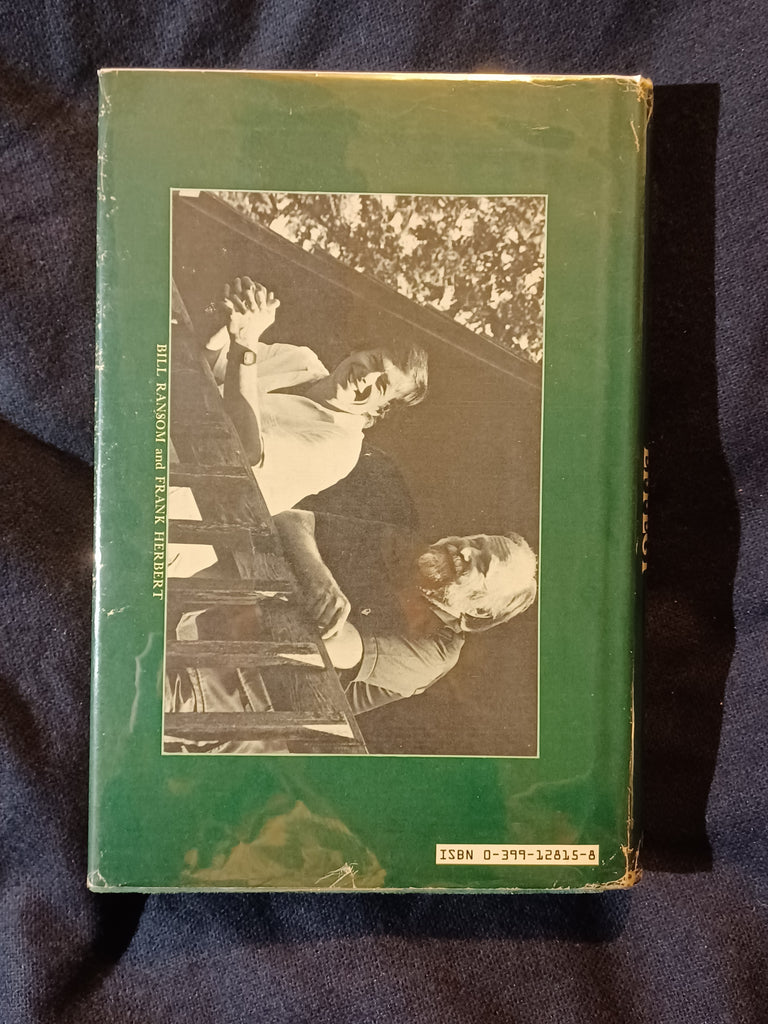 BILL RANSOM and FRANK HERBERT
ISBN 0-399-12815-8